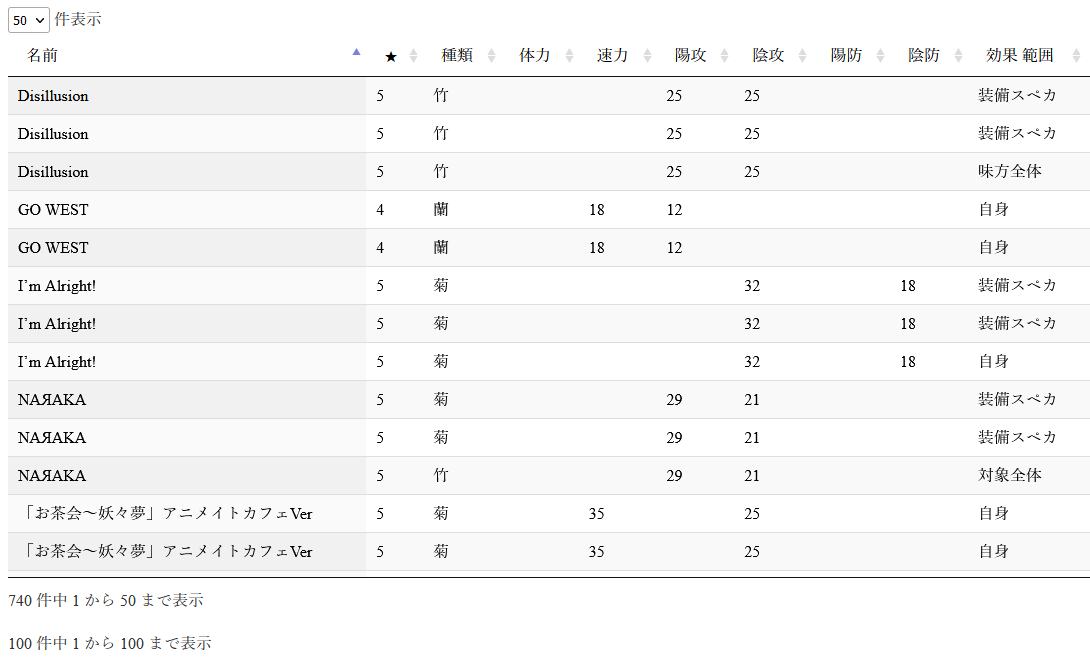 50 件表示
名前 ★ 種類 体力 速力 陽攻 陰攻 陽防 陰防 効果 範囲
Disillusion 5 竹 25 25 装備スペカ
Disillusion 5 竹 25 25 装備スペカ
Disillusion 5 竹 25 25 味方全体
GO WEST 4 蘭 18 12 自身
GO WEST 4 蘭 18 12 自身
I’m Alright! 5 菊 32 18 装備スペカ
I’m Alright! 5 菊 32 18 装備スペカ
I’m Alright! 5 菊 32 18 自身
NAЯAKA 5 菊 29 21 装備スペカ
NAЯAKA 5 菊 29 21 装備スペカ
NAЯAKA 5 竹 29 21 対象全体
「お茶会～妖々夢」アニメイトカフェVer 5 菊 35 25 自身
「お茶会～妖々夢」アニメイトカフェVer 5 菊 35 25 自身
740 件中 1 から 50 まで表示
100 件中 1 から 100 まで表示